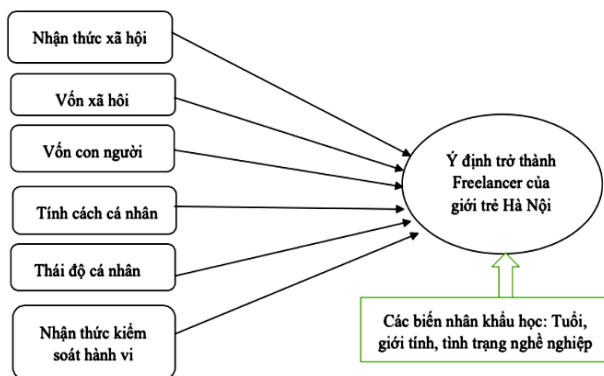 Nhận thức xã hội
Vốn xã hôi
Vốn con người
Tính cách cá nhân
Thái độ cá nhân
Nhận thức kiểm
soát hành vi
Ý định trở thành
Freelancer của
giới trẻ Hà Nội
Các biến nhân khẩu học: Tuổi,
giới tính, tình trạng nghề nghiệp